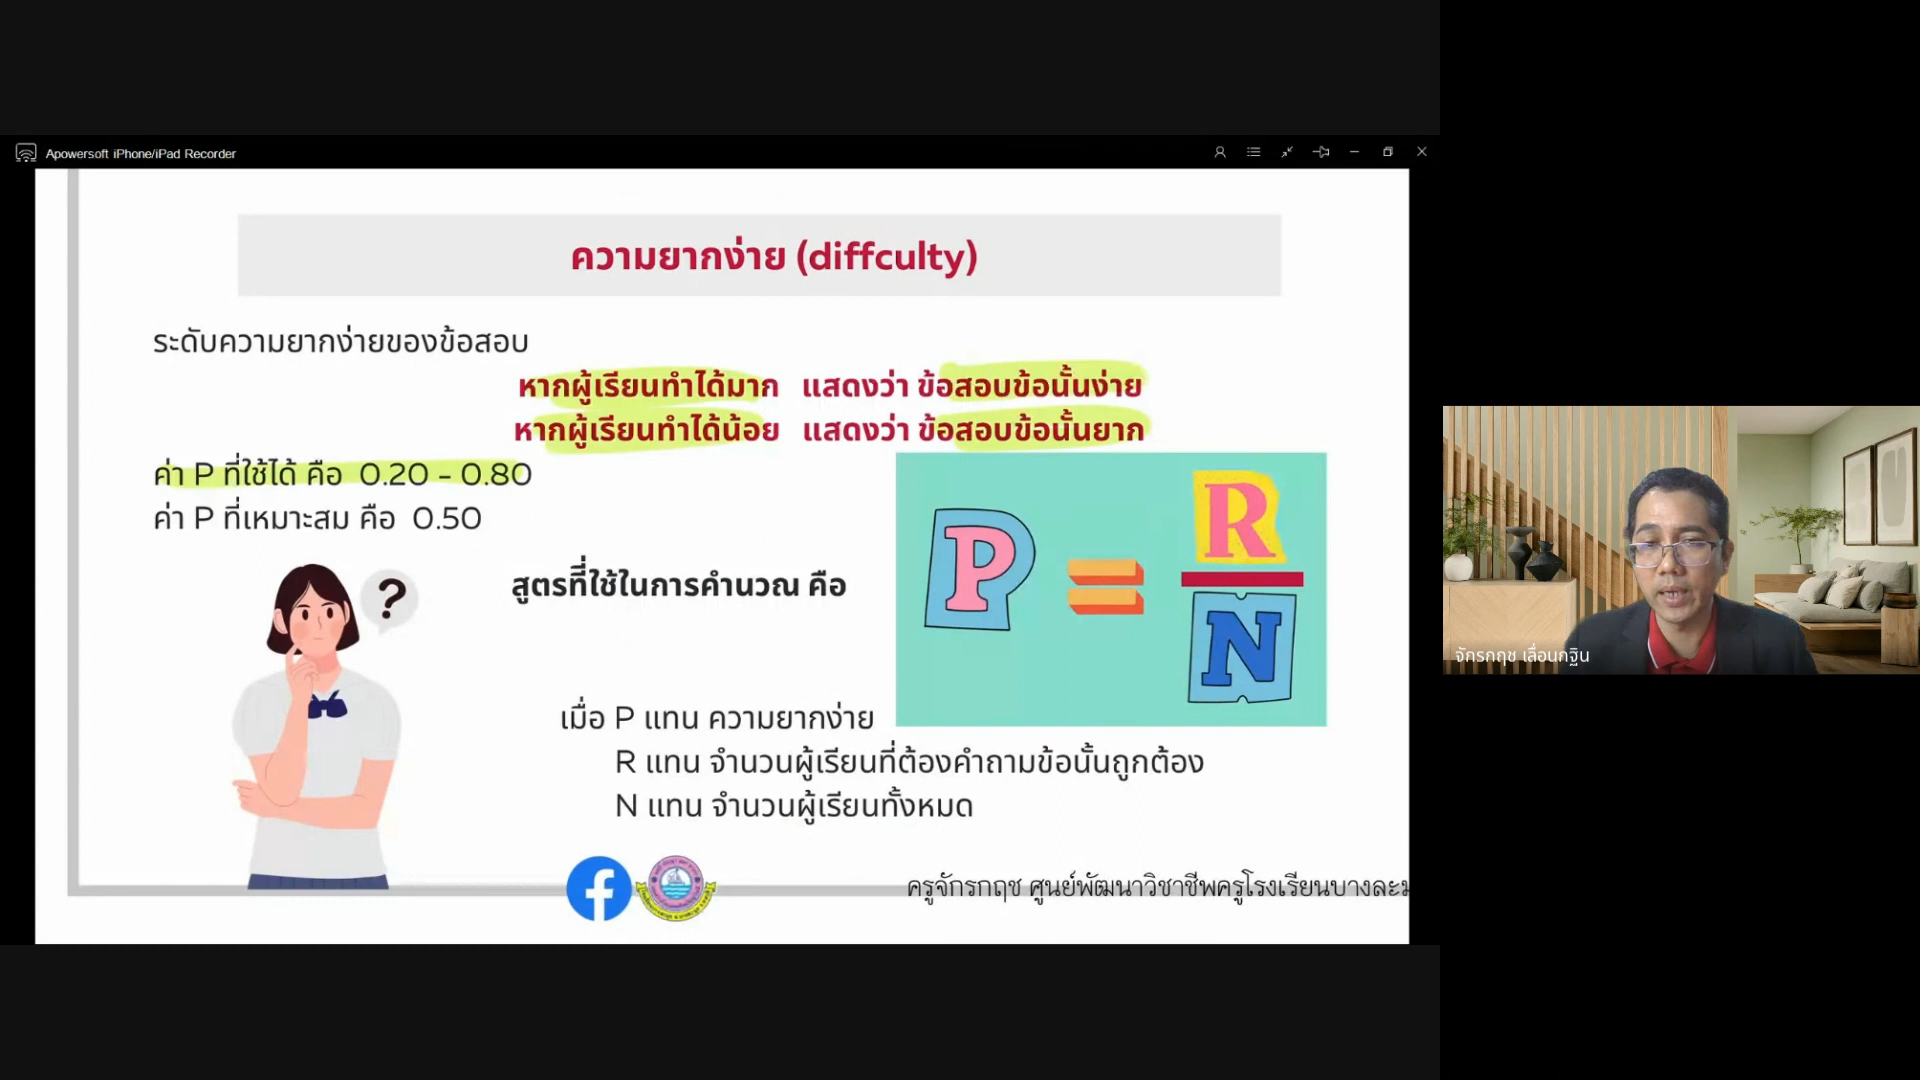 Apowersoft iPhone/iPad Recorder
ความยากง่าย (diffculty)
ระดับความยากง่ายของข้อสอบ
หากผู้เรียนทำได้มาก แสดงว่า ข้อสอบข้อนั้นง่าย
หากผู้เรียนทำได้น้อย แสดงว่า ข้อสอบข้อนั้นยาก
ค่า P ที่ใช้ได้ คือ 0.20 - 0.80
ค่า P ที่เหมาะสม คือ 0.50
?
สูตรที่ใช้ในการคำนวณ คือ
P = R
N
เมื่อ P แทน ความยากง่าย
R แทน จำนวนผู้เรียนที่ต้องคำถามข้อนั้นถูกต้อง
N แทน จำนวนผู้เรียนทั้งหมด
ครูจักรกฤช ศูนย์พัฒนาวิชาชีพครูโรงเรียนบางละม
จักรกฤช เลื่อนกฐิน